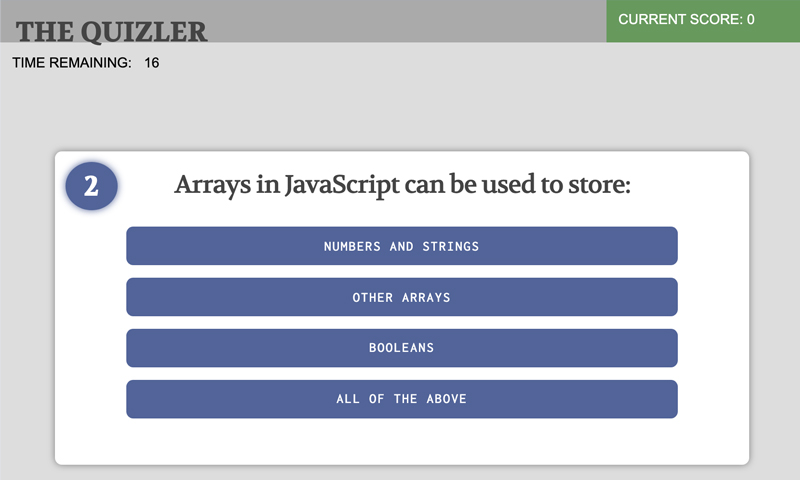 THE QUIZLER
CURRENT SCORE: 0
TIME REMAINING: 16
2
Arrays in JavaScript can be used to store:
NUMBERS AND STRINGS
OTHER ARRAYS
BOOLEANS
ALL OF THE ABOVE